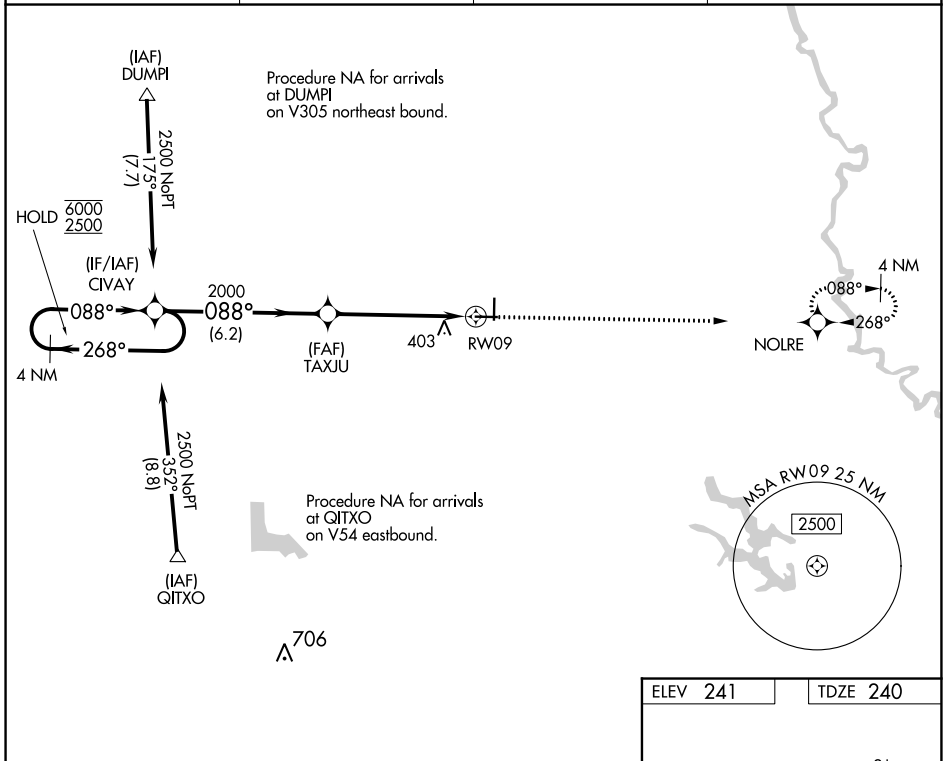 (IAF)
DUMPI
Procedure NA for arrivals
at DUMPI
on V305 northeast bound.
2500 NoPT
175°
(7.7)
HOLD 6000
2500
(IF/IAF)
CIVAY
088°
2000
088°
(6.2)
268°
4 NM
(FAF)
TAXJU
403
RW09
4 NM
088°
268°
NOLRE
2500 NoPT
352°
(8.8)
Procedure NA for arrivals
at QITXO
on V54 eastbound.
(IAF)
QITXO
MSA RW09 25 NM
2500
706
ELEV 241
TDZE 240